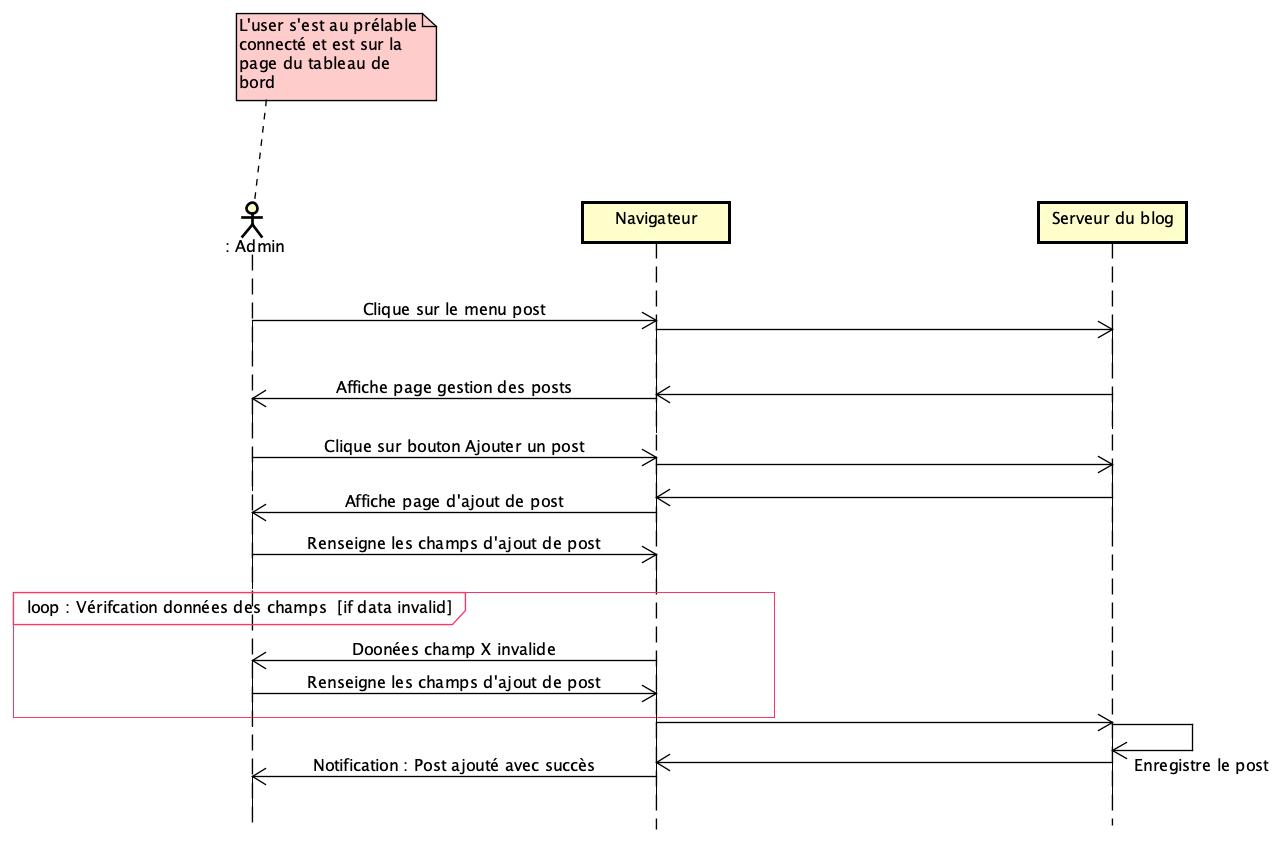 L'user s'est au prélable
connecté et est sur la
page du tableau de
bord
: Admin
Navigateur
Serveur du blog
Clique sur le menu post
Affiche page gestion des posts
Clique sur bouton Ajouter un post
Affiche page d'ajout de post
Renseigne les champs d'ajout de post
loop : Vérifcation données des champs [if data invalid]
Doonées champ X invalide
Renseigne les champs d'ajout de post
Notification : Post ajouté avec succès
Enregistre le post